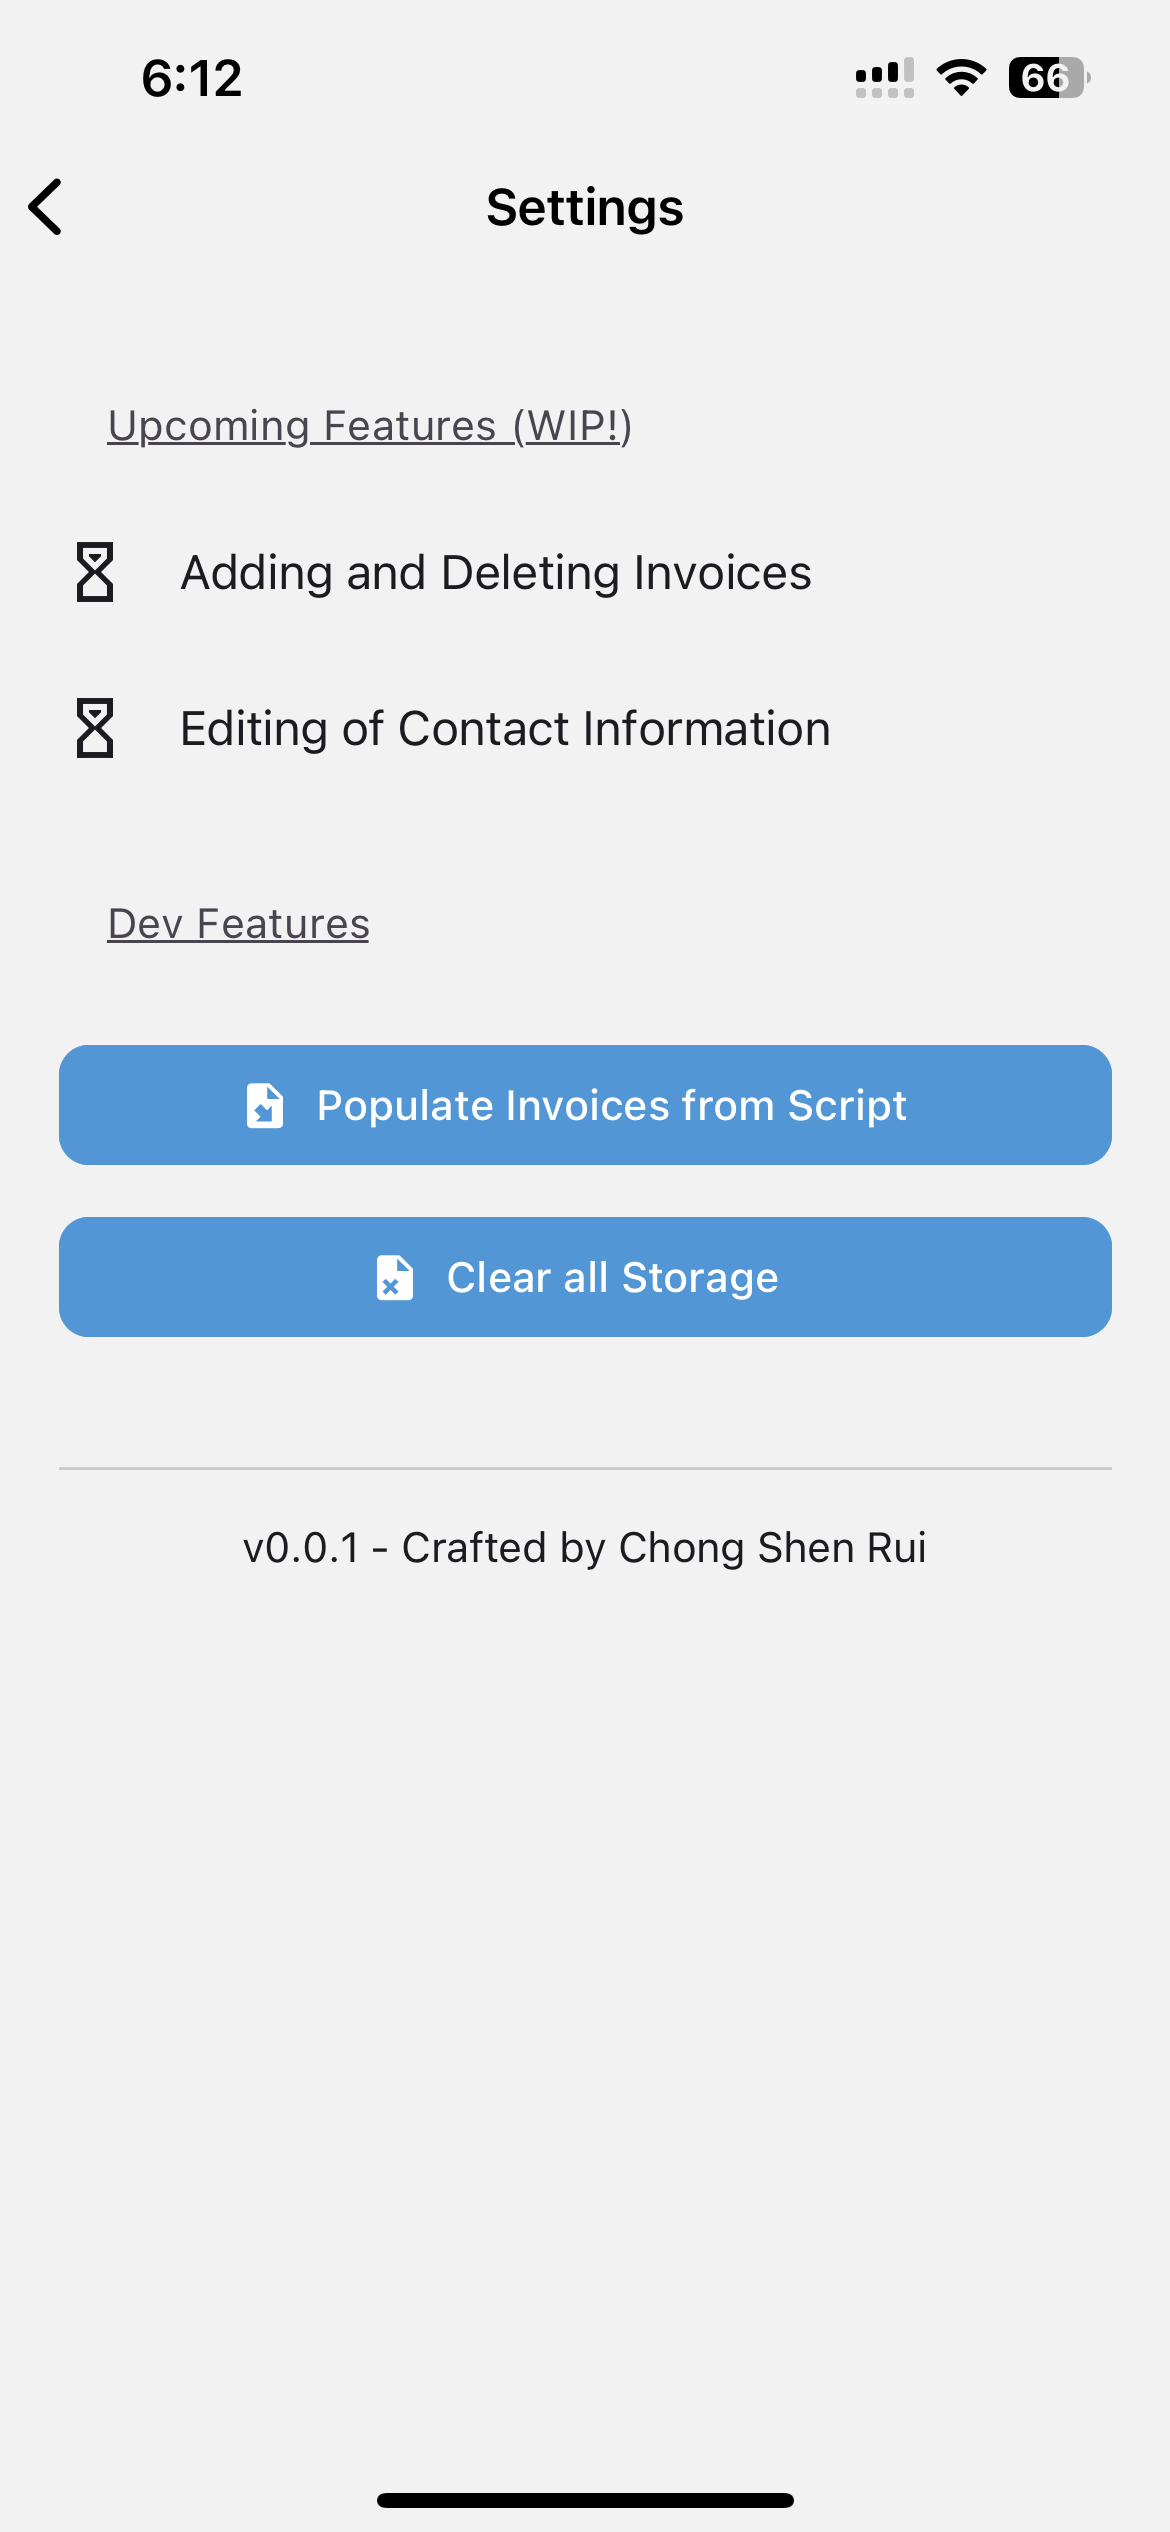 6:12
66
Settings
Upcoming Features (WIP!)
Adding and Deleting Invoices
Editing of Contact Information
Dev Features
Populate Invoices from Script
Clear all Storage
v0.0.1 - Crafted by Chong Shen Rui